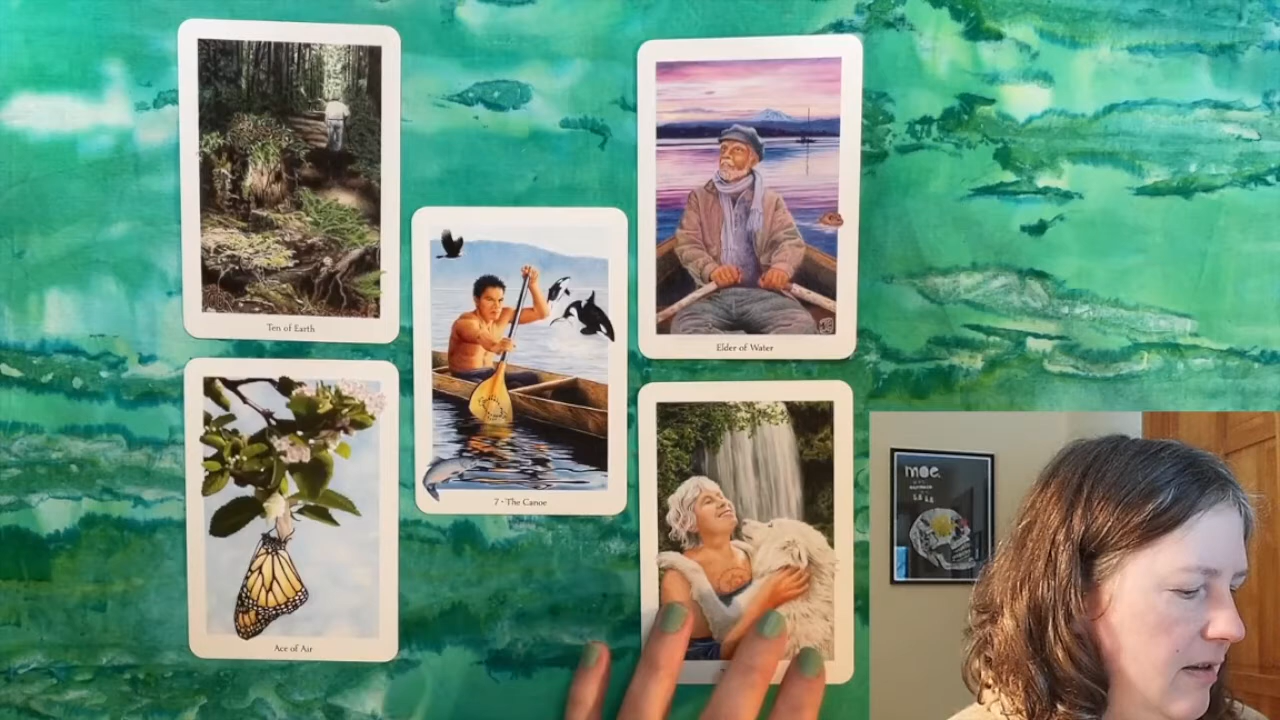 Ten of Earth
Elder of Water
7 · The Canoe
Ace of Air
moe.